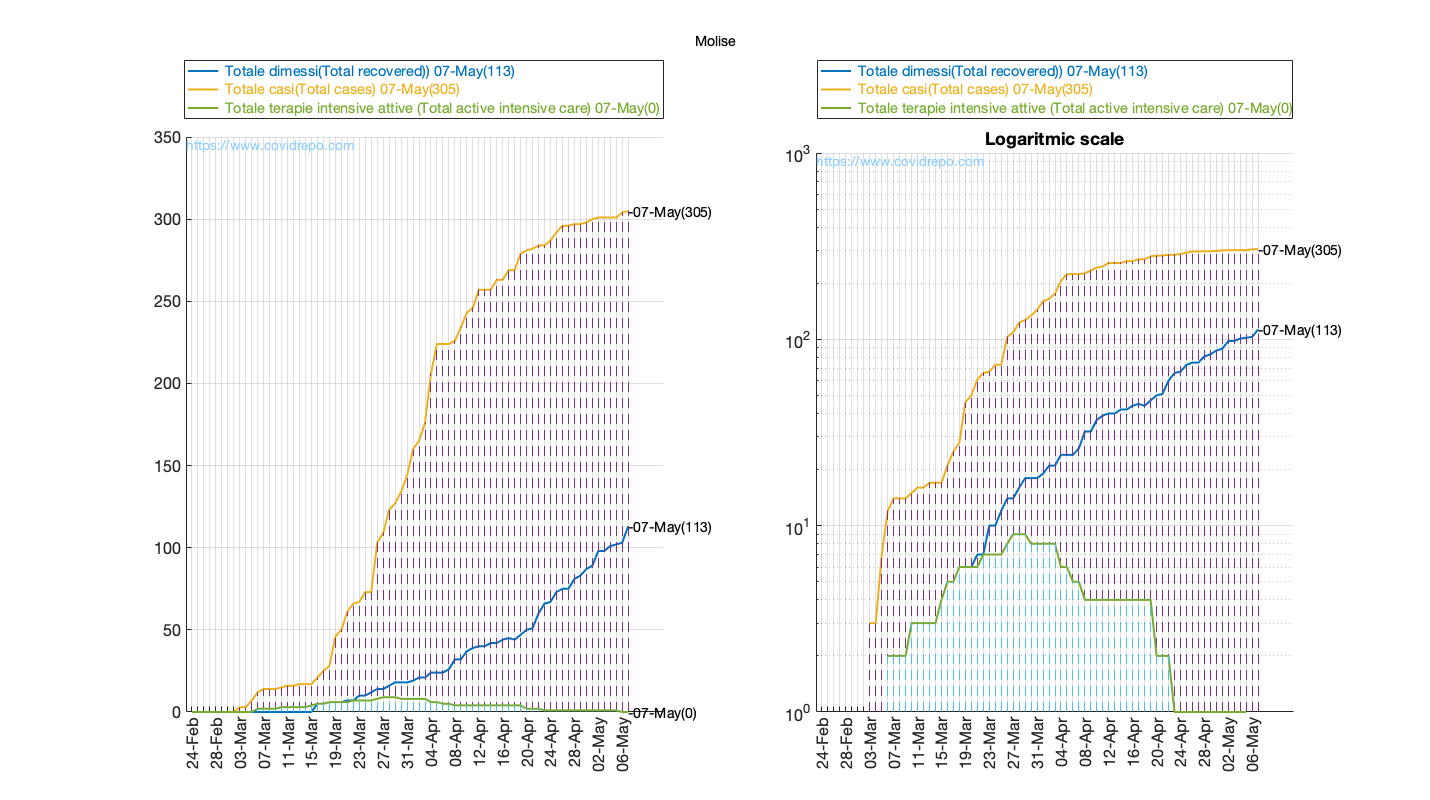 Molise
Totale dimessi(Total recovered)) 07-May(113)
Totale casi(Total cases) 07-May(305)
Totale terapie intensive attive (Total active intensive care) 07-May(0)
https://www.covidrepo.com
350
300
250
200
150
100
50
0
07-May(305)
07-May(113)
07-May(0)
24-Feb
28-Feb
03-Mar
07-Mar
11-Mar
15-Mar
19-Mar
23-Mar
27-Mar
31-Mar
04-Apr
08-Apr
12-Apr
16-Apr
20-Apr
24-Apr
28-Apr
02-May
06-May
Totale dimessi(Total recovered)) 07-May(113)
Totale casi(Total cases) 07-May(305)
Totale terapie intensive attive (Total active intensive care) 07-May(0)
Logaritmic scale
https://www.covidrepo.com
10^3
10^2
10^1
10^0
07-May(305)
07-May(113)
24-Feb
28-Feb
03-Mar
07-Mar
11-Mar
15-Mar
19-Mar
23-Mar
27-Mar
31-Mar
04-Apr
08-Apr
12-Apr
16-Apr
20-Apr
24-Apr
28-Apr
02-May
06-May